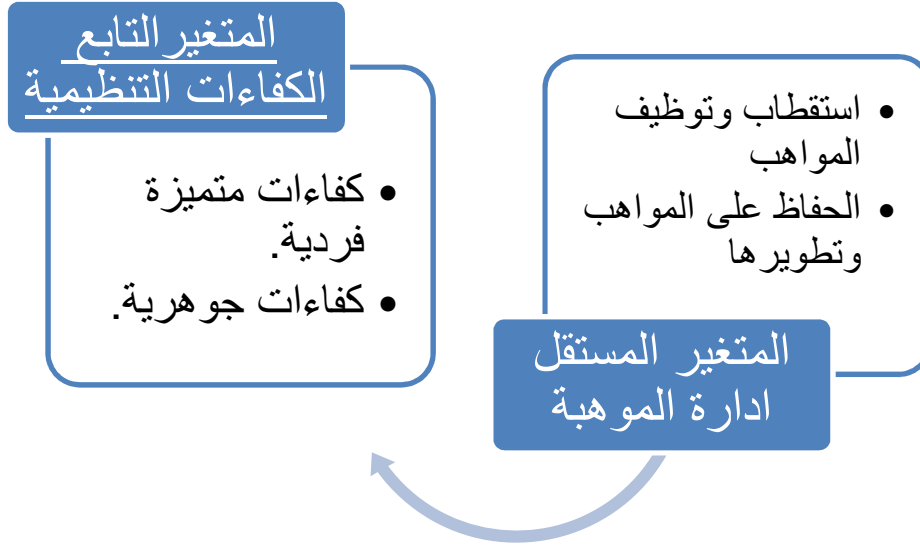 استقطاب وتوظيف
المواهب
الحفاظ على المواهب
وتطويرها
المتغير المستقل
ادارة الموهبة
المتغير التابع
الكفاءات التنظيمية
كفاءات متميزة
فردية.
كفاءات جوهرية.